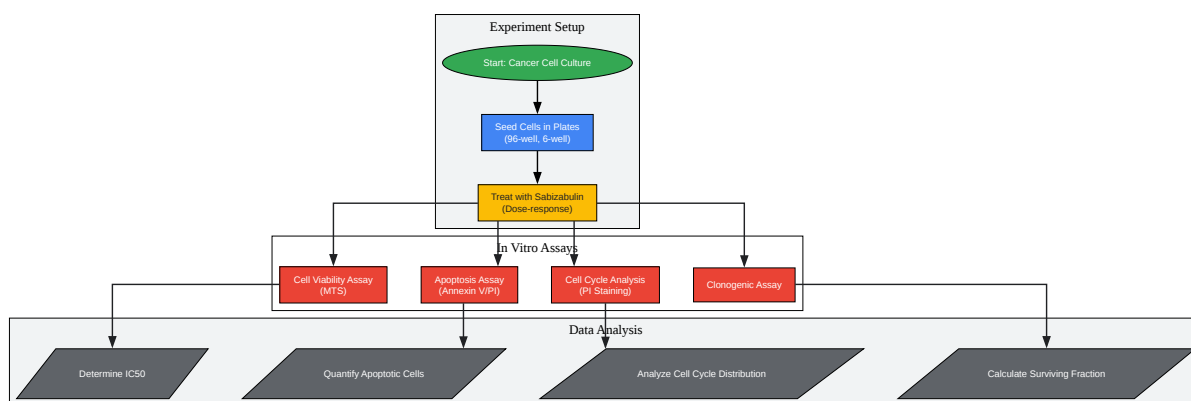 Experiment Setup
Start: Cancer Cell Culture
Seed Cells in Plates
(96-well, 6-well)
Treat with Sabizabulin
(Dose-response)
In Vitro Assays
Cell Viability Assay
(MTS)
Apoptosis Assay
(Annexin V/PI)
Cell Cycle Analysis
(PI Staining)
Clonogenic Assay
Data Analysis
Determine IC50
Quantify Apoptotic Cells
Analyze Cell Cycle Distribution
Calculate Surviving Fraction